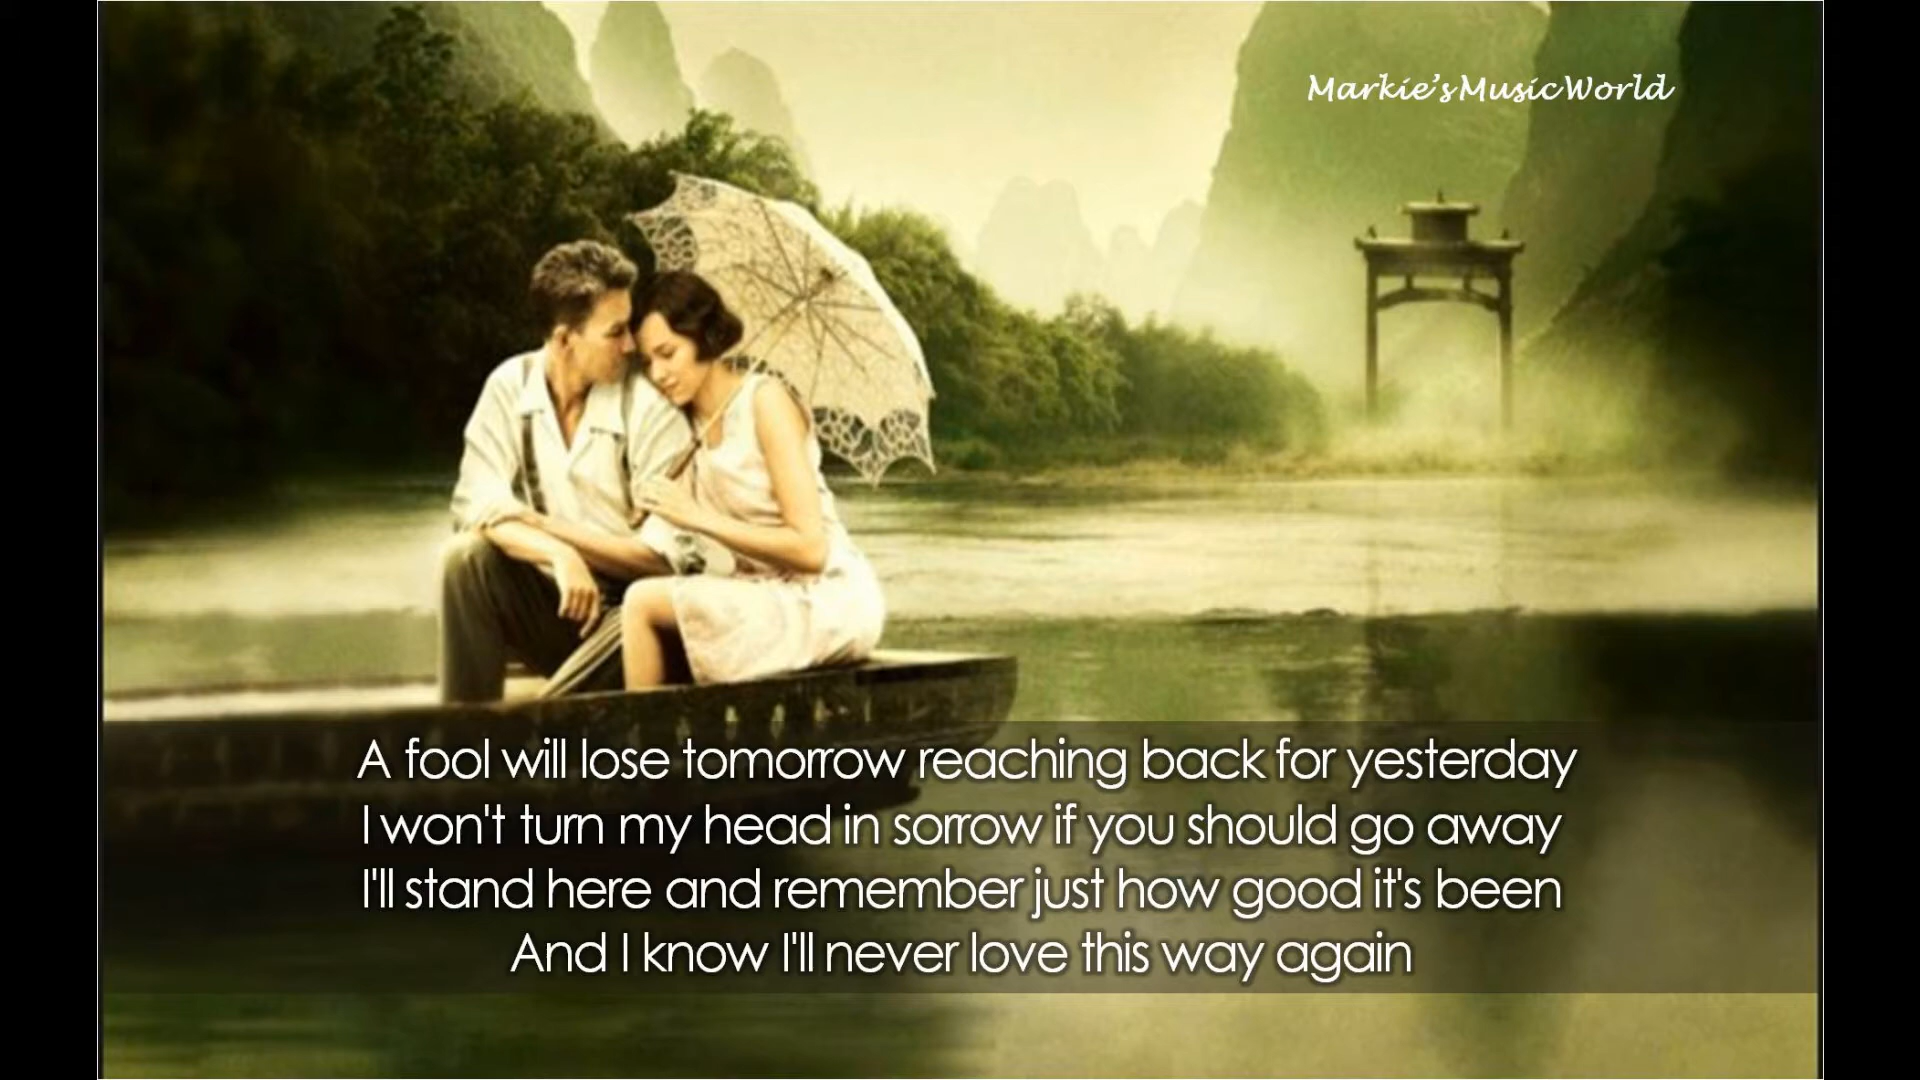 Markie'sMusicWorld
A fool will lose tomorrow reaching back for yesterday
I won't turn my head in sorrow if you should go away
I'll stand here and remember just how good it's been
And I know I'll never love this way again